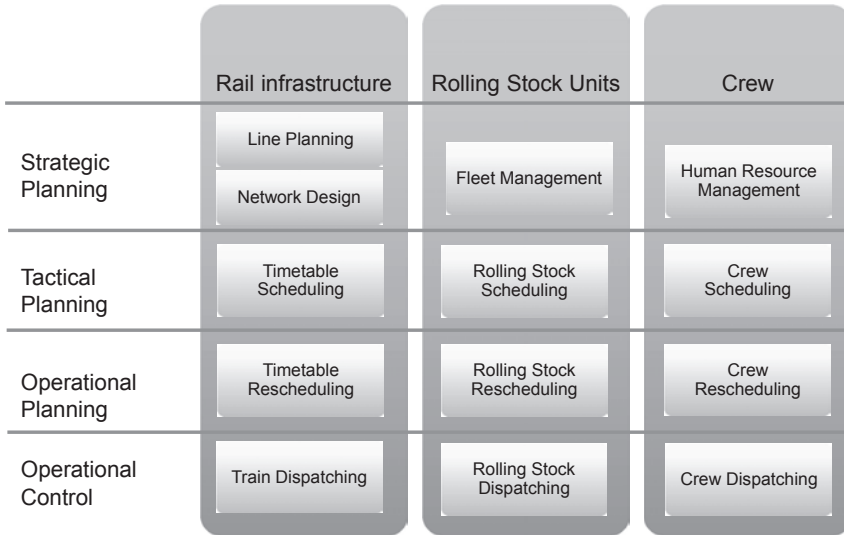 Rail infrastructure
Rolling Stock Units
Crew
Strategic
Planning
Line Planning
Network Design
Fleet Management
Human Resource
Management
Tactical
Planning
Timetable
Scheduling
Rolling Stock
Scheduling
Crew
Scheduling
Operational
Planning
Timetable
Rescheduling
Rolling Stock
Rescheduling
Crew
Rescheduling
Operational
Control
Train Dispatching
Rolling Stock
Dispatching
Crew Dispatching